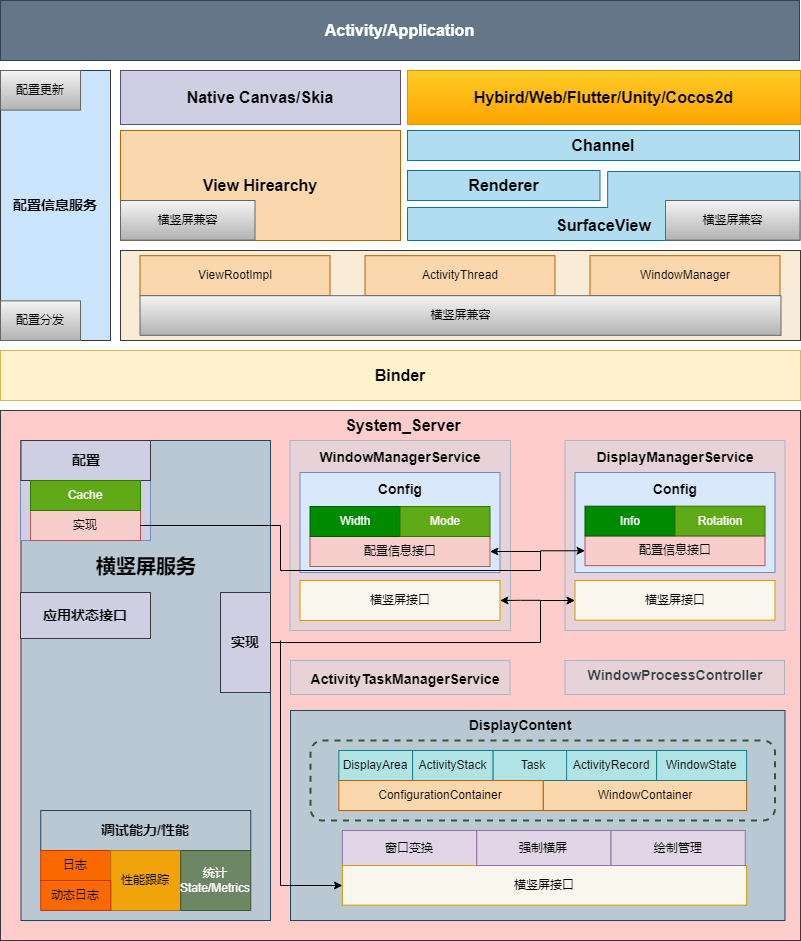 Activity/Application
配置更新
配置信息服务
配置分发
Native Canvas/Skia
Hybird/Web/Flutter/Unity/Cocos2d
View Hirearchy
横竖屏兼容
Channel
Renderer
SurfaceView
横竖屏兼容
ViewRootImpl
ActivityThread
WindowManager
横竖屏兼容
Binder
System_Server
配置
Cache
实现
横竖屏服务
应用状态接口
实现
调试能力/性能
日志
动态日志
性能跟踪
统计
State/Metrics
WindowManagerService
Config
Width
Mode
配置信息接口
横竖屏接口
DisplayManagerService
Config
Info
Rotation
配置信息接口
横竖屏接口
ActivityTaskManagerService
WindowProcessController
DisplayContent
DisplayArea
ActivityStack
Task
ActivityRecord
WindowState
ConfigurationContainer
WindowContainer
窗口变换
强制横屏
绘制管理
横竖屏接口